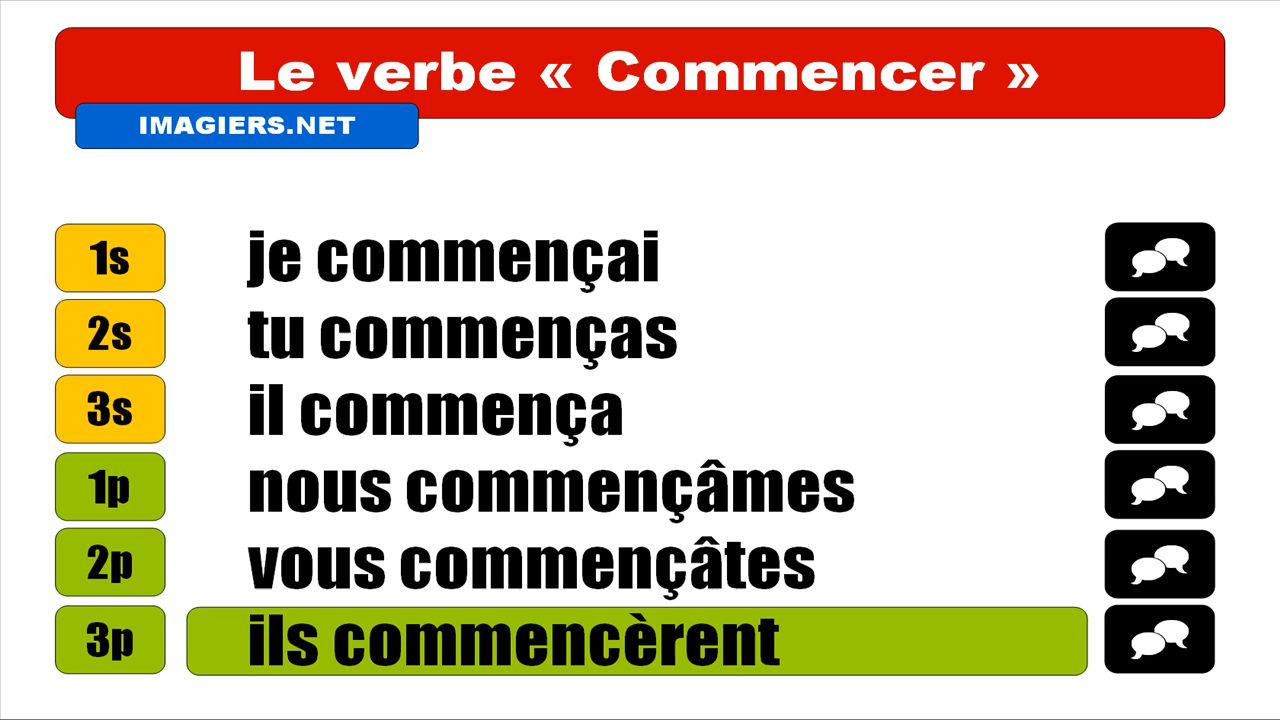 Le verbe « Commencer »
IMAGIERS.NET
1s je commençai
2s tu commenças
3s il commença
1p nous commençâmes
2p vous commençâtes
3p ils commencèrent